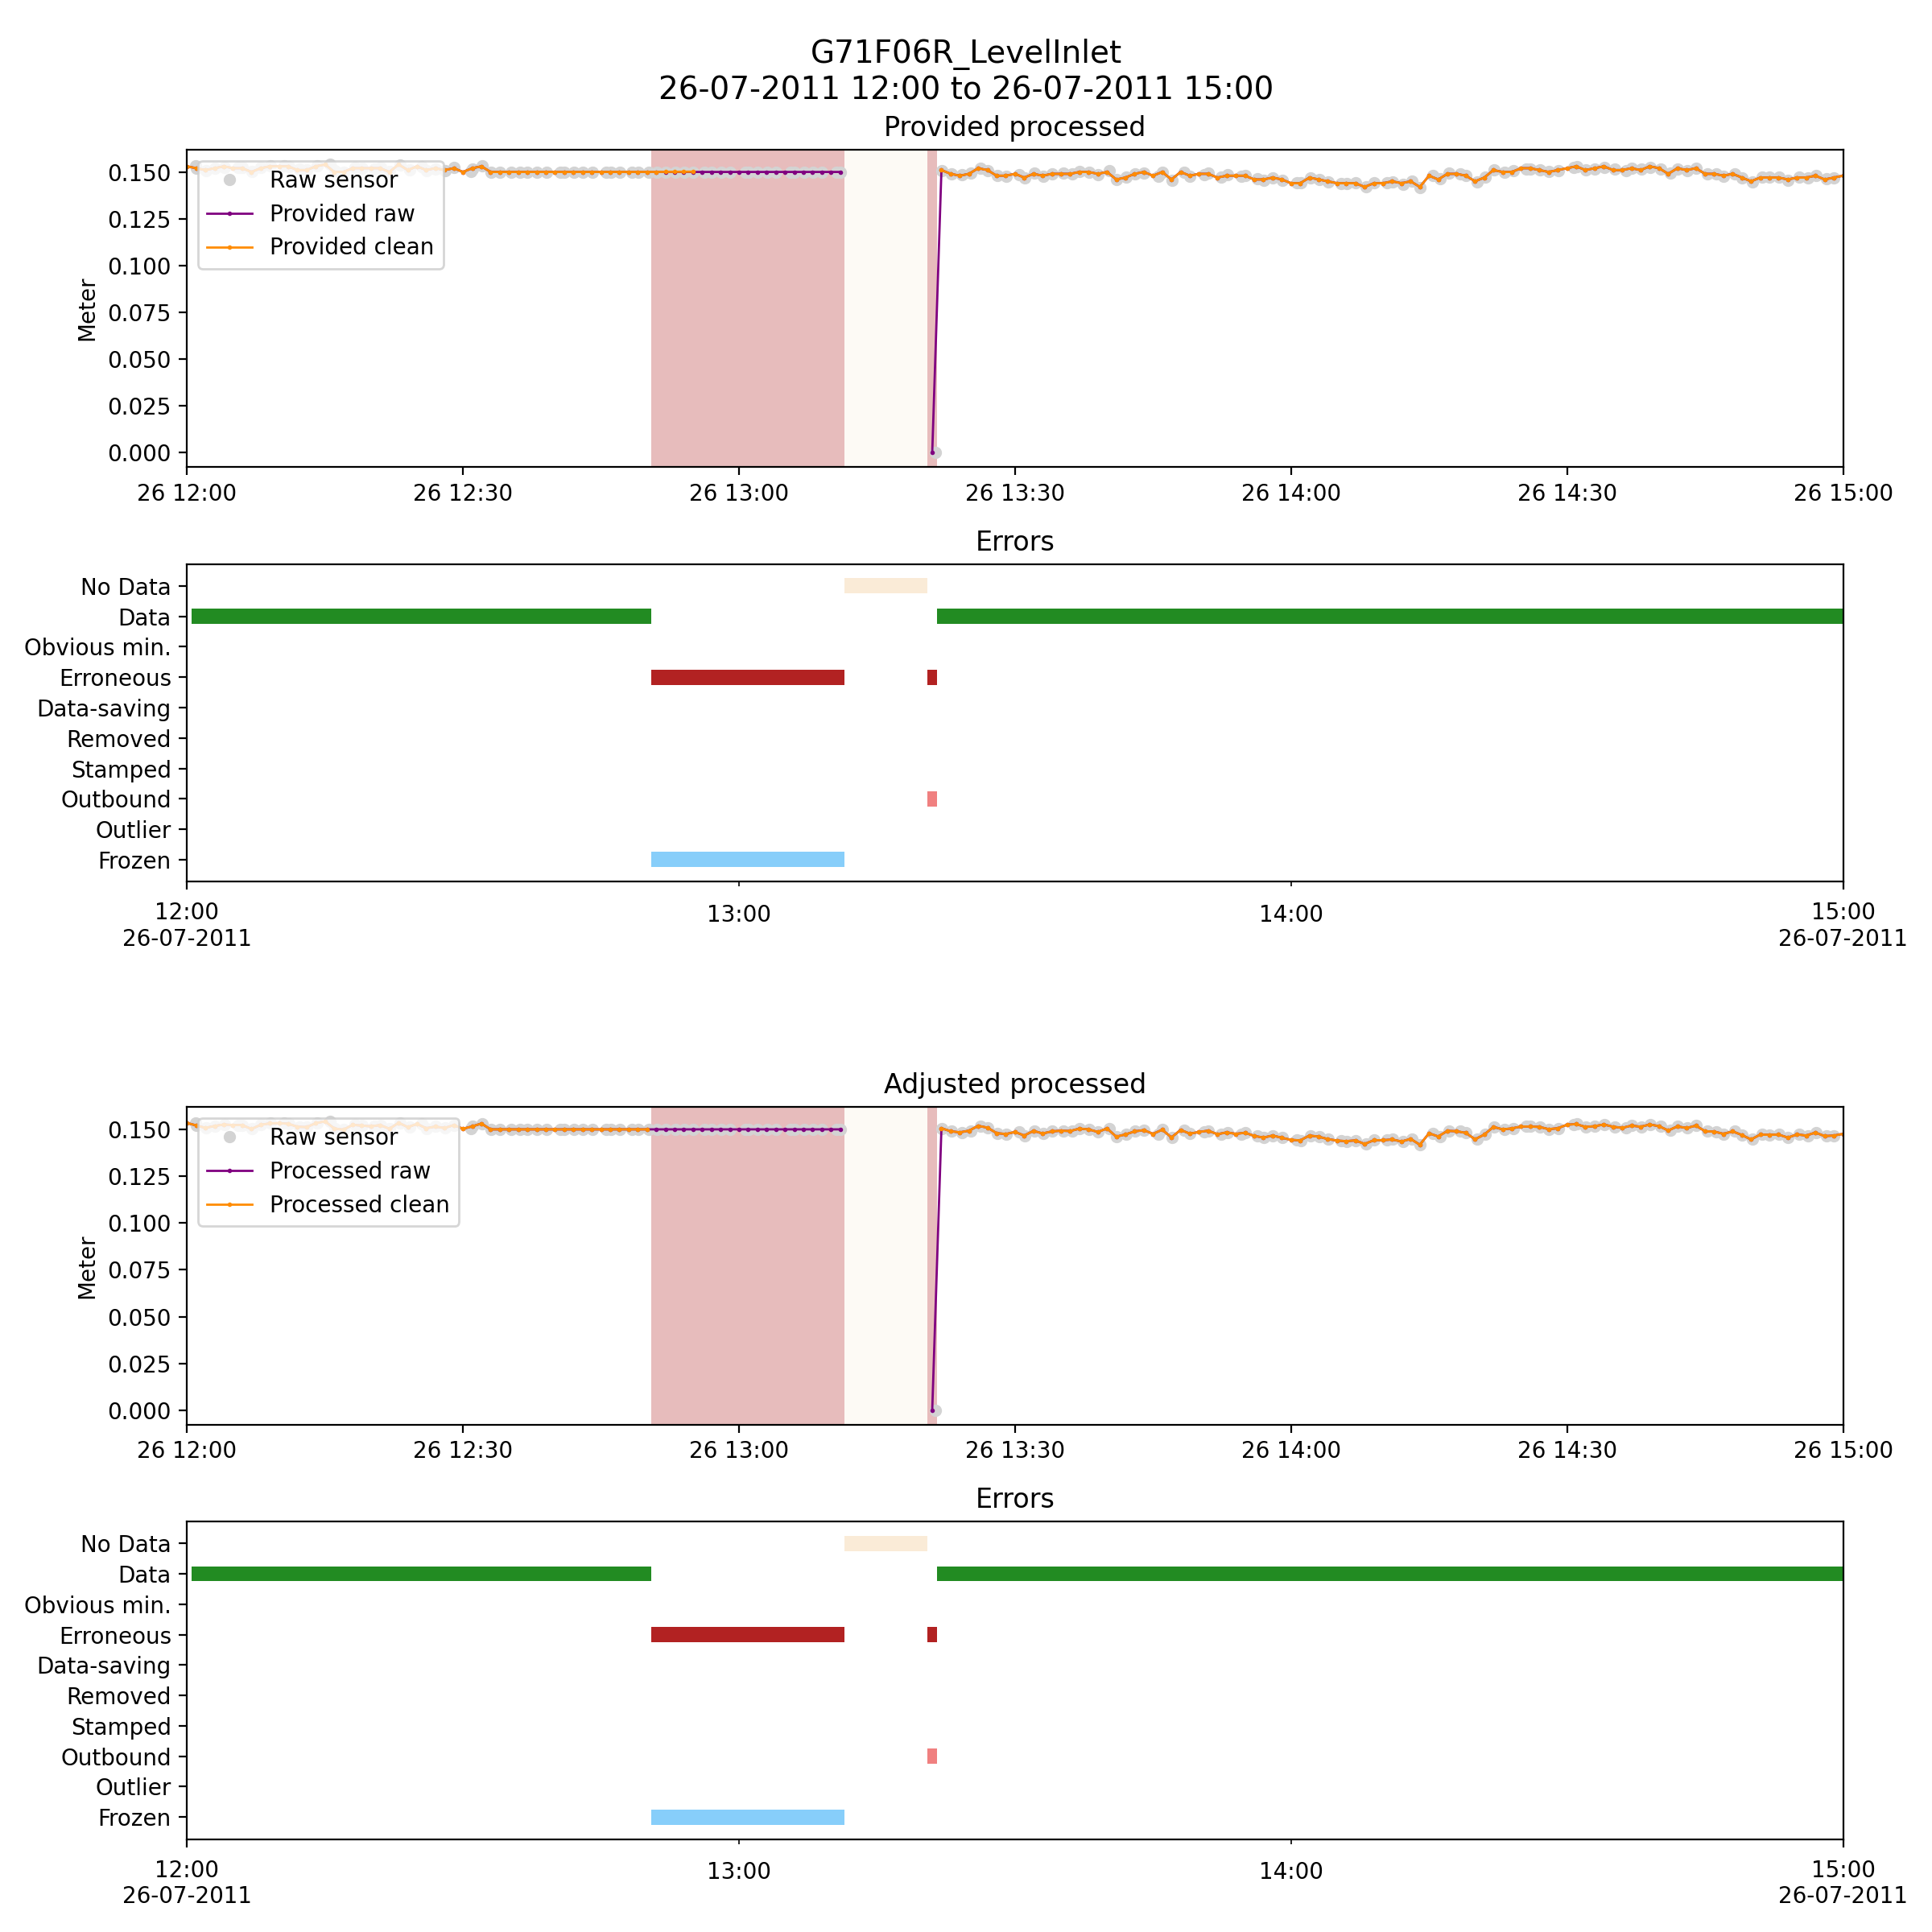 G71F06R_LevelInlet
26-07-2011 12:00 to 26-07-2011 15:00
Provided processed
0.150
0.125
0.100
0.075
0.050
0.025
0.000
Meter
Raw sensor
Provided raw
Provided clean
26 12:00 26 12:30 26 13:00 26 13:30 26 14:00 26 14:30 26 15:00
Errors
No Data
Data
Obvious min.
Erroneous
Data-saving
Removed
Stamped
Outbound
Outlier
Frozen
12:00 13:00 14:00 15:00
26-07-2011 26-07-2011
Adjusted processed
0.150
0.125
0.100
0.075
0.050
0.025
0.000
Meter
Raw sensor
Processed raw
Processed clean
26 12:00 26 12:30 26 13:00 26 13:30 26 14:00 26 14:30 26 15:00
Errors
No Data
Data
Obvious min.
Erroneous
Data-saving
Removed
Stamped
Outbound
Outlier
Frozen
12:00 13:00 14:00 15:00
26-07-2011 26-07-2011